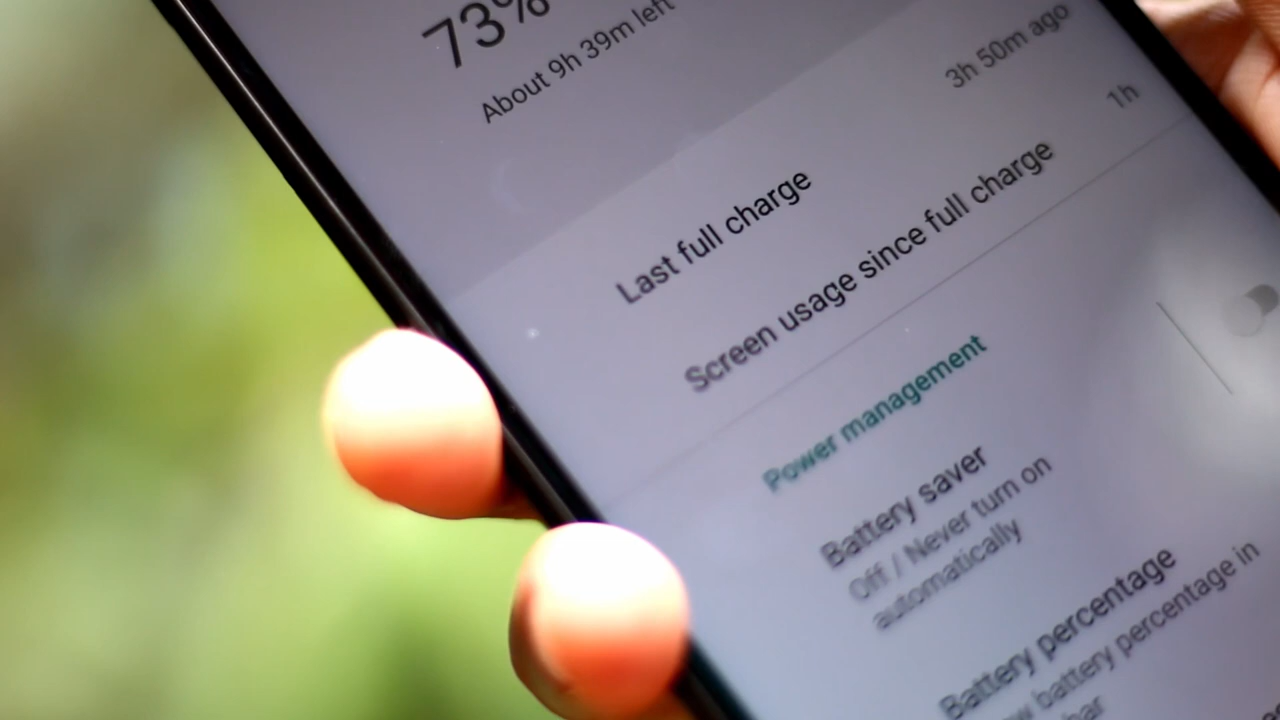 73%
About 9h 39m left
Last full charge
3h 50m ago
Screen usage since full charge
1h
Power management
Battery saver
Off / Never turn on
automatically
Battery percentage
battery percentage in
bar